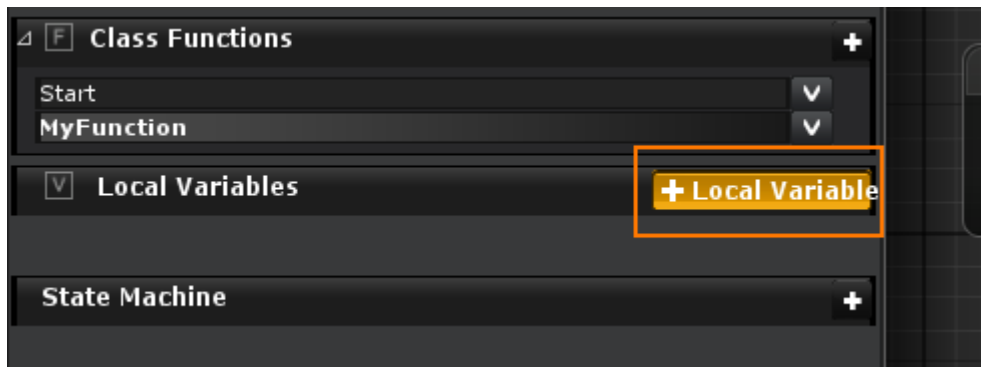 F Class Functions +
Start V
MyFunction V
V Local Variables + Local Variable
State Machine +